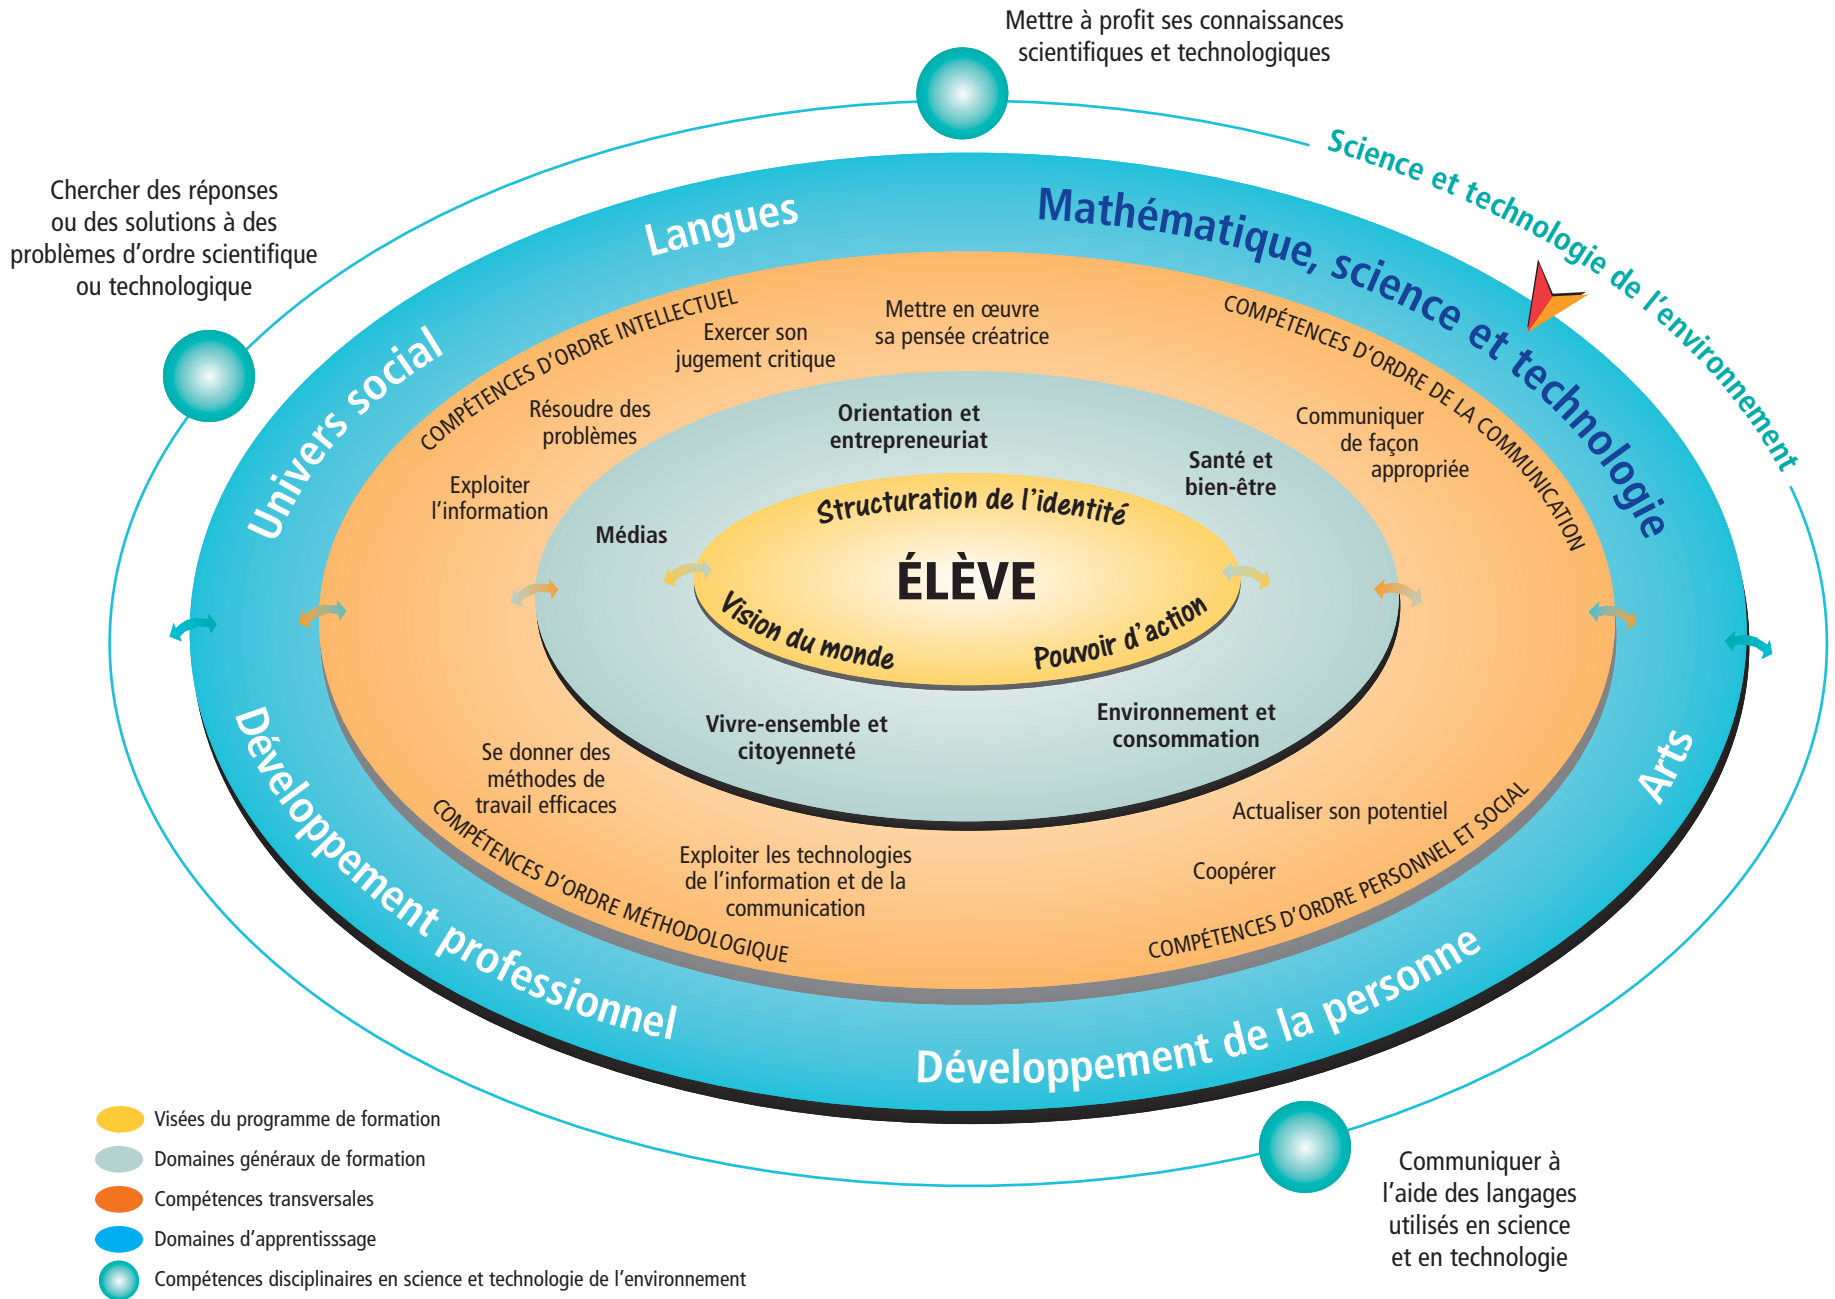 Mettre à profit ses connaissances
scientifiques et technologiques
Science et technologie de l'environnement
Chercher des réponses
ou des solutions à des
problèmes d'ordre scientifique
ou technologique
Langues
Mathématique, science et technologie
Univers social
COMPÉTENCES D'ORDRE INTELLECTUEL
Exercer son
jugement critique
Mettre en œuvre
sa pensée créatrice
COMPÉTENCES D'ORDRE DE LA COMMUNICATION
Résoudre des
problèmes
Communiquer
de façon
appropriée
Exploiter
l'information
Orientation et
entrepreneuriat
Santé et
bien-être
Médias
Structuration de l'identité
ÉLÈVE
Vision du monde
Pouvoir d'action
Vivre-ensemble et
citoyenneté
Environnement et
consommation
Se donner des
méthodes de
travail efficaces
Actualiser son potentiel
Exploiter les technologies
de l'information et de la
communication
Coopérer
COMPÉTENCES D'ORDRE MÉTHODOLOGIQUE
COMPÉTENCES D'ORDRE PERSONNEL ET SOCIAL
Arts
Développement professionnel
Développement de la personne
Communiquer à
l'aide des langages
utilisés en science
et en technologie
Visées du programme de formation
Domaines généraux de formation
Compétences transversales
Domaines d'apprentisssage
Compétences disciplinaires en science et technologie de l'environnement